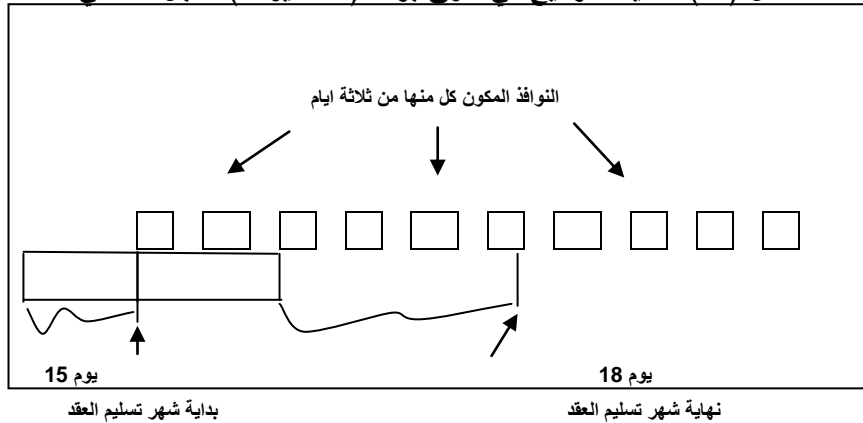 النوافذ المكون كل منها من ثلاثة ايام
15 يوم
18 يوم
بداية شهر تسليم العقد
نهاية شهر تسليم العقد